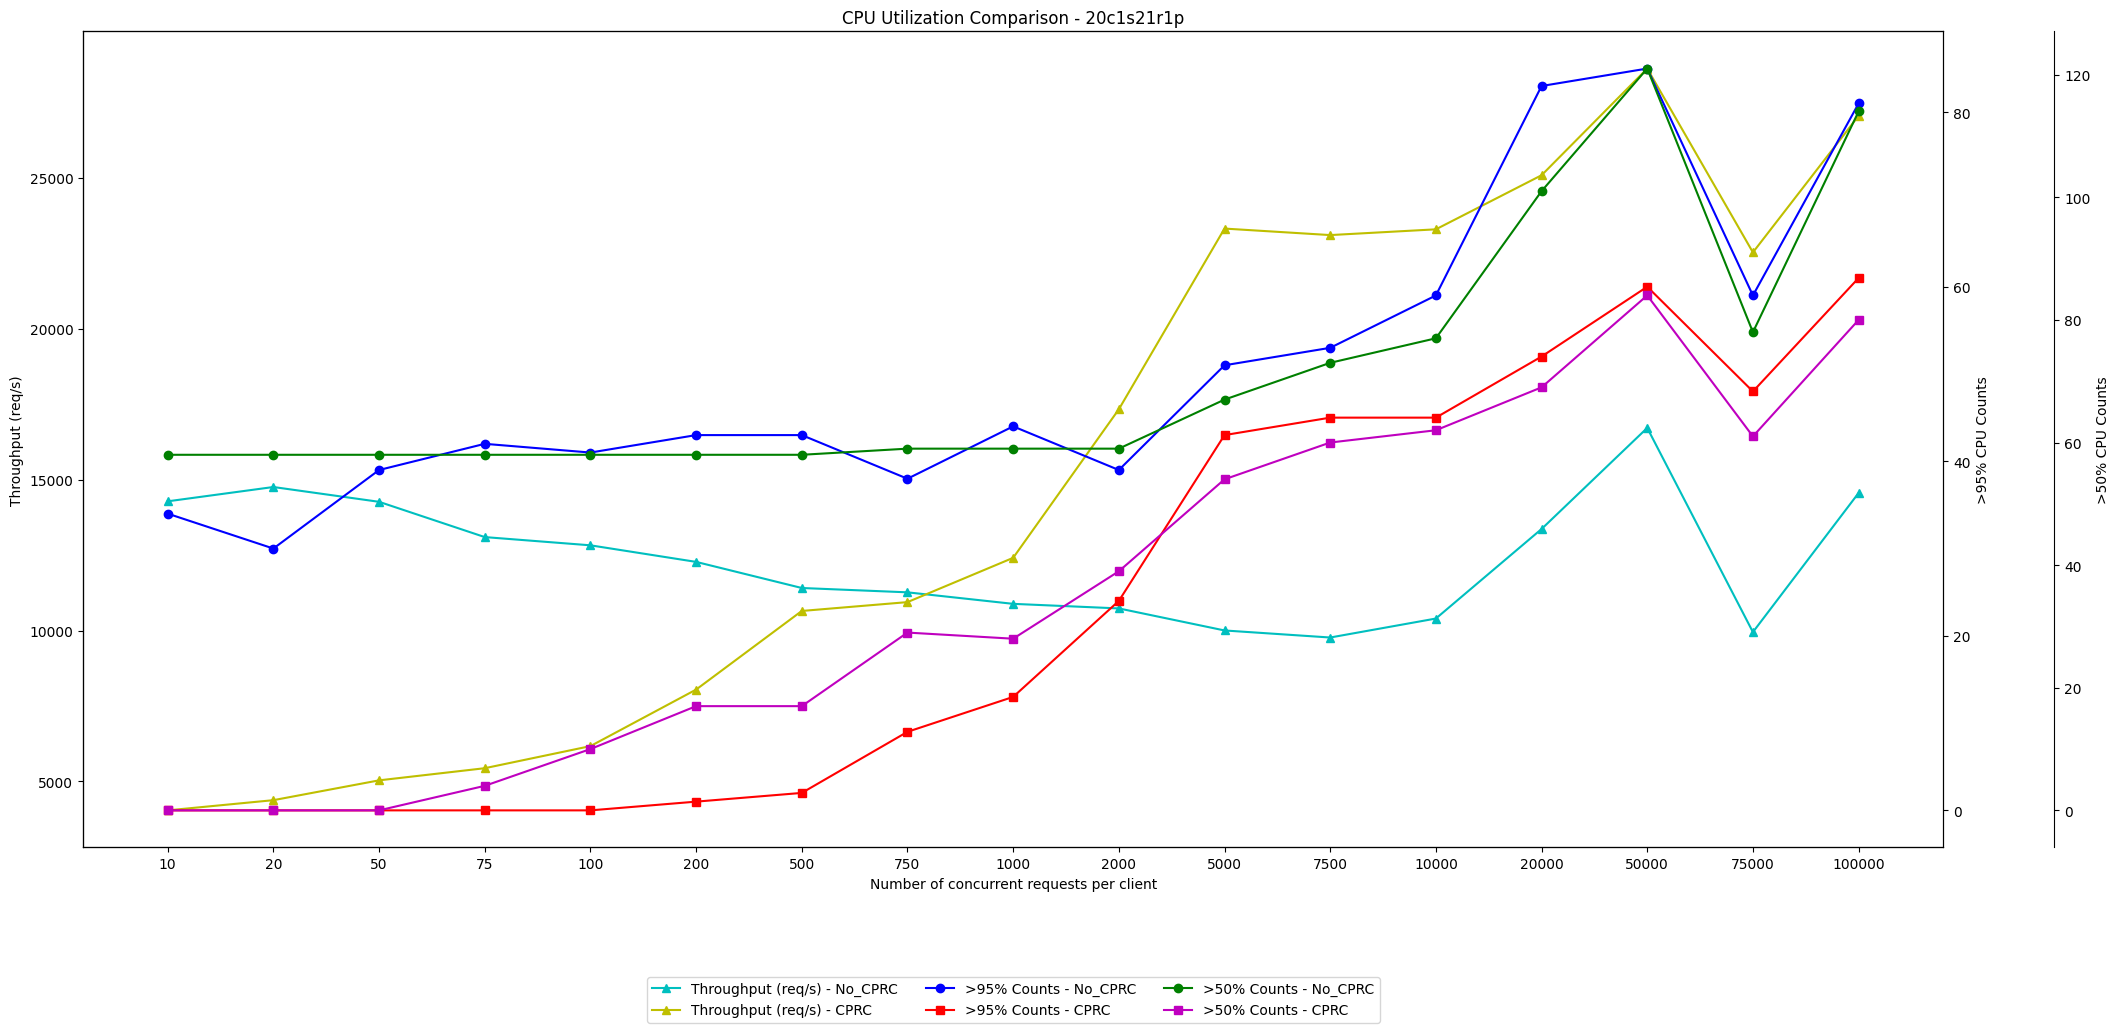 CPU Utilization Comparison - 20c1s21r1p
Throughput (req/s)
25000
20000
15000
10000
5000
80
60
40
20
0
>95% CPU Counts
120
100
80
60
40
20
0
>50% CPU Counts
10 20 50 75 100 200 500 750 1000 2000 5000 7500 10000 20000 50000 75000 100000
Number of concurrent requests per client
Throughput (req/s) - No_CPRC >95% Counts - No_CPRC >50% Counts - No_CPRC
Throughput (req/s) - CPRC >95% Counts - CPRC >50% Counts - CPRC